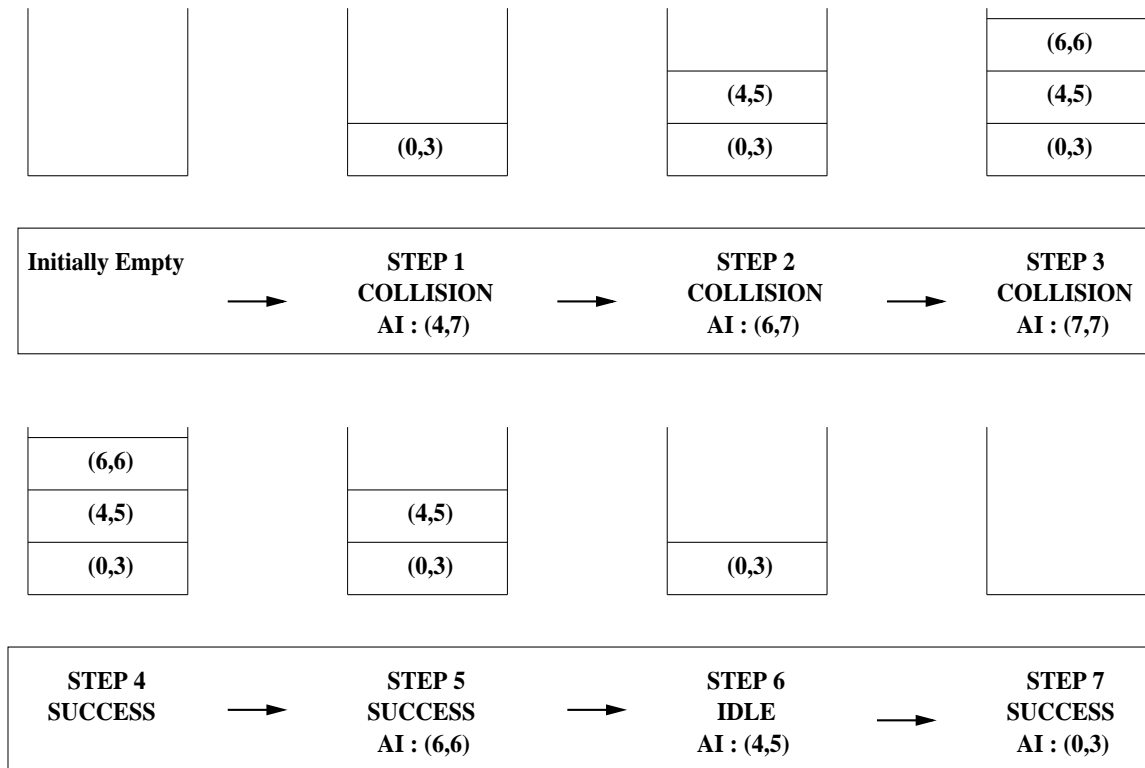 (0,3)
(4,5)
(0,3)
(6,6)
(4,5)
(0,3)
Initially Empty
STEP 1
COLLISION
AI : (4,7)
STEP 2
COLLISION
AI : (6,7)
STEP 3
COLLISION
AI : (7,7)
(6,6)
(4,5)
(0,3)
(4,5)
(0,3)
(0,3)
STEP 4
SUCCESS
STEP 5
SUCCESS
AI : (6,6)
STEP 6
IDLE
AI : (4,5)
STEP 7
SUCCESS
AI : (0,3)